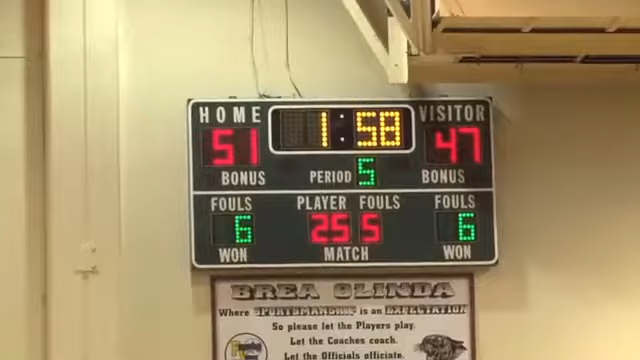 HOME 1:58 VISITOR
51 47
BONUS PERIOD 5 BONUS
FOULS PLAYER FOULS FOULS
6 25 5 6
WON MATCH WON
BREA OLINDA
Where SPORTSMANSHIP is an EXPECTATION
So please let the Players play.
Let the Coaches coach.
Let the Officials officiate.